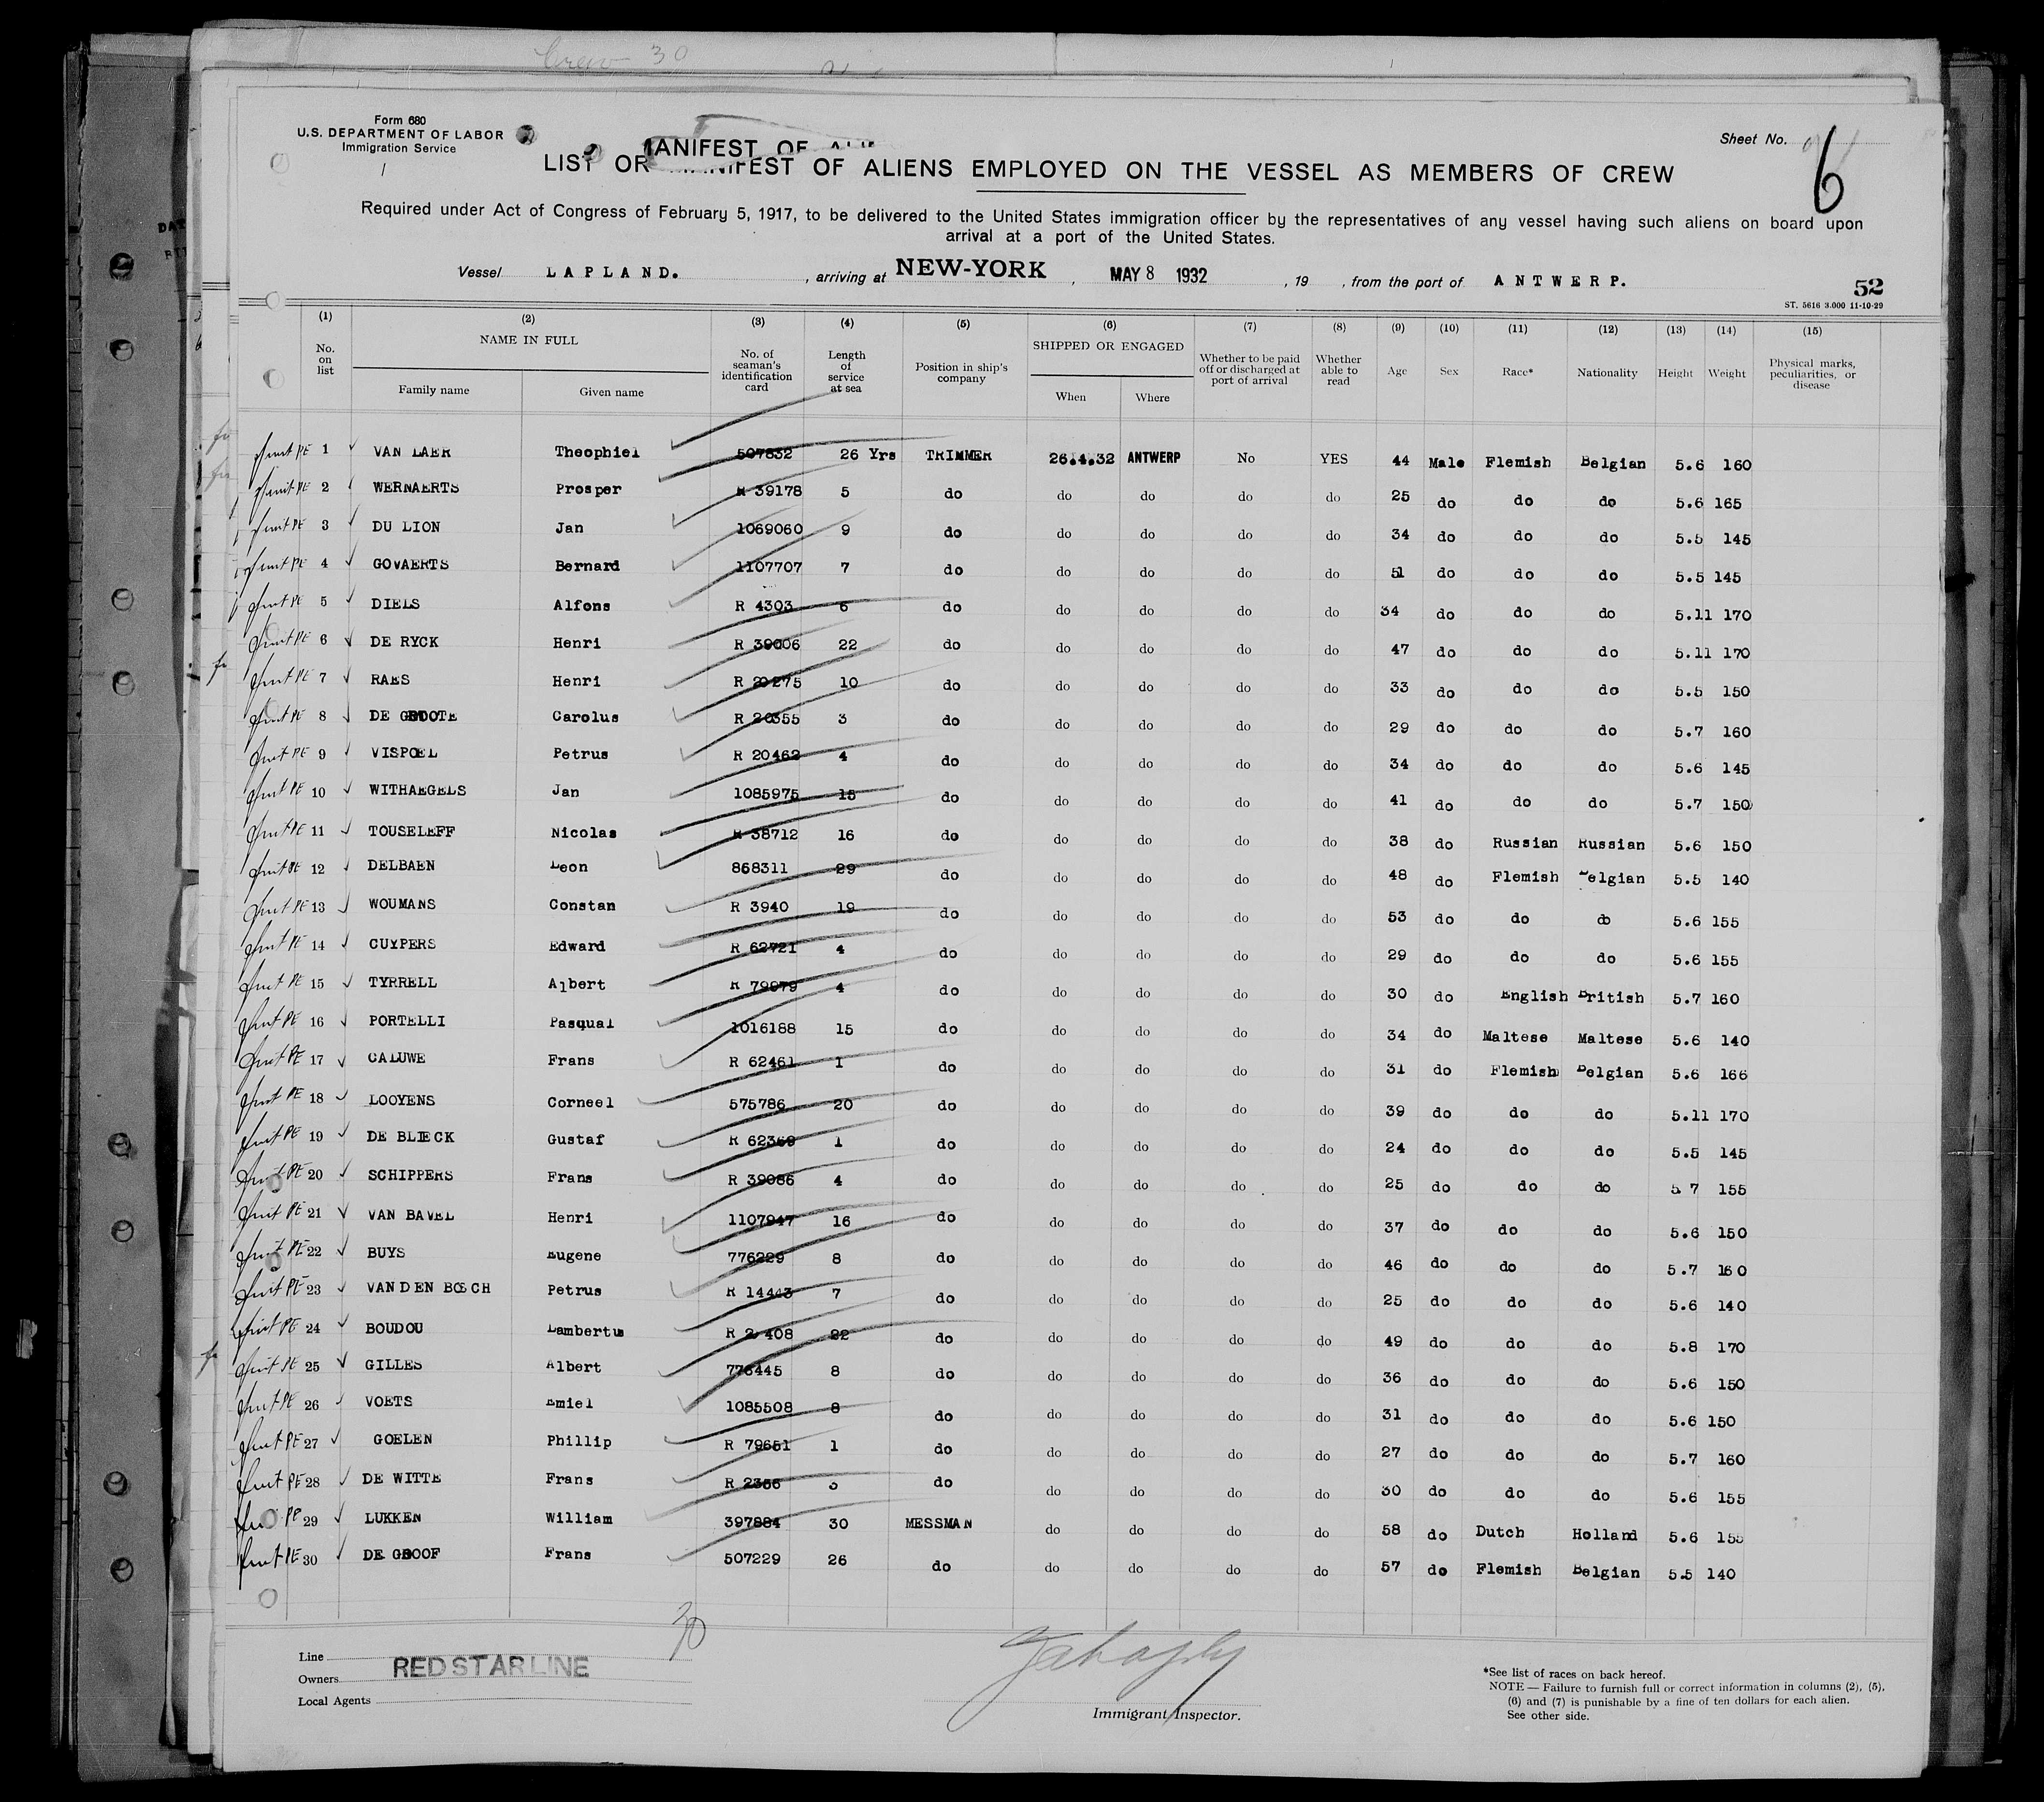 Crew 30
Form 680
U.S. DEPARTMENT OF LABOR
Immigration Service
Sheet No. 6
MANIFEST OF
LIST OR MANIFEST OF ALIENS EMPLOYED ON THE VESSEL AS MEMBERS OF CREW
Required under Act of Congress of February 5, 1917, to be delivered to the United States immigration officer by the representatives of any vessel having such aliens on board upon
arrival at a port of the United States.
Vessel LAPLAND. , arriving at NEW-YORK , MAY 8 1932 , 19 , from the port of ANTWERP.
52
ST. 5616 3.000 11-10-29
(1) (2) (3) (4) (5) (6) (7) (8) (9) (10) (11) (12) (13) (14) (15)
No. on list NAME IN FULL Family name Given name No. of seaman's identification card Length of service at sea Position in ship's company SHIPPED OR ENGAGED When Where Whether to be paid off or discharged at port of arrival Whether able to read Age Sex Race* Nationality Height Weight Physical marks, peculiarities, or disease
1 VAN LAER Theophiel 507832 26 Yrs TRIMMER 26.4.32 ANTWERP No YES 44 Male Flemish Belgian 5.6 160
2 WERNAERTS Prosper R 39178 5 do do do do do 25 do do do 5.6 165
3 DU LION Jan 1069060 9 do do do do do 34 do do do 5.5 145
4 GOVAERTS Bernard 1107707 7 do do do do do 51 do do do 5.5 145
5 DIELS Alfons R 4303 6 do do do do do 34 do do do 5.11 170
6 DE RYCK Henri R 39006 22 do do do do do 47 do do do 5.11 170
7 RAES Henri R 20275 10 do do do do do 33 do do do 5.5 150
8 DE GROOTE Carolus R 20355 3 do do do do do 29 do do do 5.7 160
9 VISPOEL Petrus R 20462 4 do do do do do 34 do do do 5.6 145
10 WITHAEGELS Jan 1085975 15 do do do do do 41 do do do 5.7 150
11 TOUSELEFF Nicolas R 38712 16 do do do do do 38 do Russian Russian 5.6 150
12 DELBAEN Leon 868311 29 do do do do do 48 do Flemish Belgian 5.5 140
13 WOUMANS Constan R 3940 19 do do do do do 53 do do do 5.6 155
14 CUYPERS Edward R 62721 4 do do do do do 29 do do do 5.6 155
15 TYRRELL Albert R 79979 4 do do do do do 30 do English British 5.7 160
16 PORTELLI Pasqual 1016188 15 do do do do do 34 do Maltese Maltese 5.6 140
17 CALUWE Frans R 62461 1 do do do do do 31 do Flemish Belgian 5.6 166
18 LOOYENS Corneel 575786 20 do do do do do 39 do do do 5.11 170
19 DE BLIECK Gustaf R 62369 1 do do do do do 24 do do do 5.5 145
20 SCHIPPERS Frans R 39086 4 do do do do do 25 do do do 5 7 155
21 VAN BAVEL Henri 1107947 16 do do do do do 37 do do do 5.6 150
22 BUYS Eugene 776229 8 do do do do do 46 do do do 5.7 160
23 VAN DEN BOSCH Petrus R 14443 7 do do do do do 25 do do do 5.6 140
24 BOUDOU Lambertus 408 22 do do do do do 49 do do do 5.8 170
25 GILLES Albert 776445 8 do do do do do 36 do do do 5.6 150
26 VOETS Emiel 1085508 8 do do do do do 31 do do do 5.6 150
27 GOELEN Phillip R 79651 1 do do do do do 27 do do do 5.7 160
28 DE WITTE Frans R 2356 do do do do do 30 do do do 5.6 155
29 LUKKEN William 397884 30 MESSMAN do do do do 58 do Dutch Holland 5.6 155
30 DE GROOF Frans 507229 26 do do do do do 57 do Flemish Belgian 5.5 140
30
Line
Owners RED STAR LINE
Local Agents
Immigrant Inspector.
*See list of races on back hereof.
NOTE — Failure to furnish full or correct information in columns (2), (5),
(6) and (7) is punishable by a fine of ten dollars for each alien.
See other side.